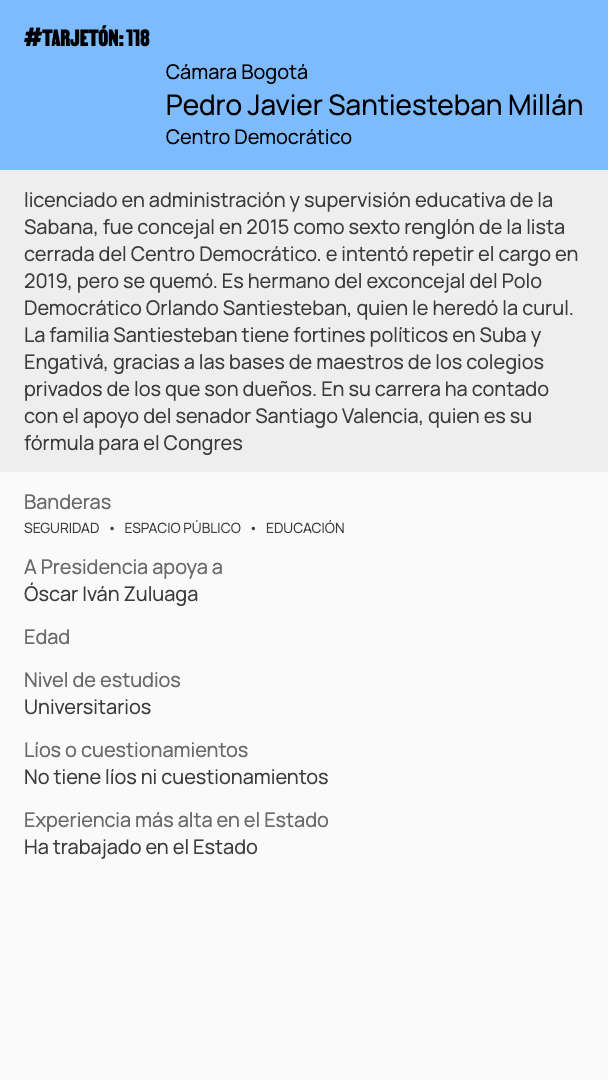 #TARJETÓN: 118
Cámara Bogotá
Pedro Javier Santiesteban Millán
Centro Democrático
licenciado en administración y supervisión educativa de la
Sabana, fue concejal en 2015 como sexto renglón de la lista
cerrada del Centro Democrático. e intentó repetir el cargo en
2019, pero se quemó. Es hermano del exconcejal del Polo
Democrático Orlando Santiesteban, quien le heredó la curul.
La familia Santiesteban tiene fortines políticos en Suba y
Engativá, gracias a las bases de maestros de los colegios
privados de los que son dueños. En su carrera ha contado
con el apoyo del senador Santiago Valencia, quien es su
fórmula para el Congres
Banderas
SEGURIDAD • ESPACIO PÚBLICO • EDUCACIÓN
A Presidencia apoya a
Óscar Iván Zuluaga
Edad
Nivel de estudios
Universitarios
Líos o cuestionamientos
No tiene líos ni cuestionamientos
Experiencia más alta en el Estado
Ha trabajado en el Estado